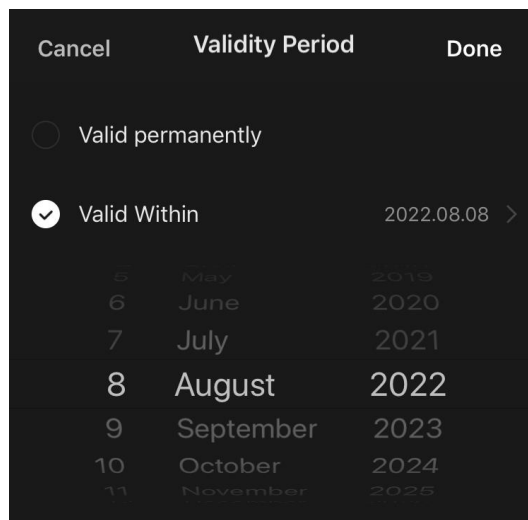 Cancel Validity Period Done
Valid permanently
Valid Within 2022.08.08
5 May 2019
6 June 2020
7 July 2021
8 August 2022
9 September 2023
10 October 2024
11 November 2025